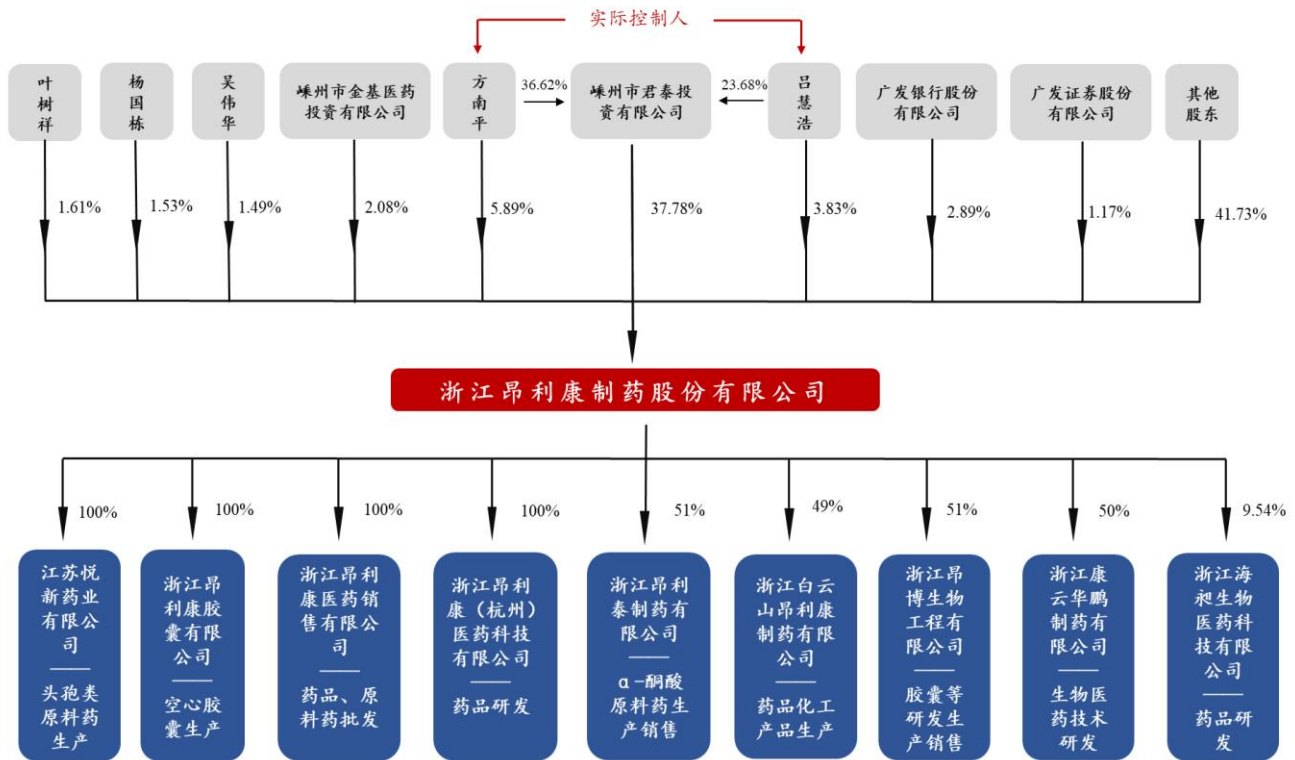 实际控制人
叶树祥
杨国栋
吴伟华
嵊州市金基医药
投资有限公司
方南平
36.62%
嵊州市君泰投
资有限公司
23.68%
吕慧浩
广发银行股份
有限公司
广发证券股份
有限公司
其他
股东
1.61%
1.53%
1.49%
2.08%
5.89%
37.78%
3.83%
2.89%
1.17%
41.73%
浙江昂利康制药股份有限公司
100%
100%
100%
100%
51%
49%
51%
50%
9.54%
江苏悦
新药业
有限公
司
头孢类
原料药
生产
浙江昂
利康胶
囊有限
公司
空心胶
囊生产
浙江昂利
康医药销
售有限公
司
药品、原
料药批发
浙江昂利
康（杭州）
医药科技
有限公司
药品研发
浙江昂利
泰制药有
限公司
α-酮酸
原料药生
产销售
浙江白云
山昂利康
制药有限
公司
药品化工
产品生产
浙江昂
博生物
工程有
限公司
胶囊等
研发生
产销售
浙江康
云华鹏
制药有
限公司
生物医
药技术
研发
浙江海
昶生物
医药科
技有限
公司
药品研
发